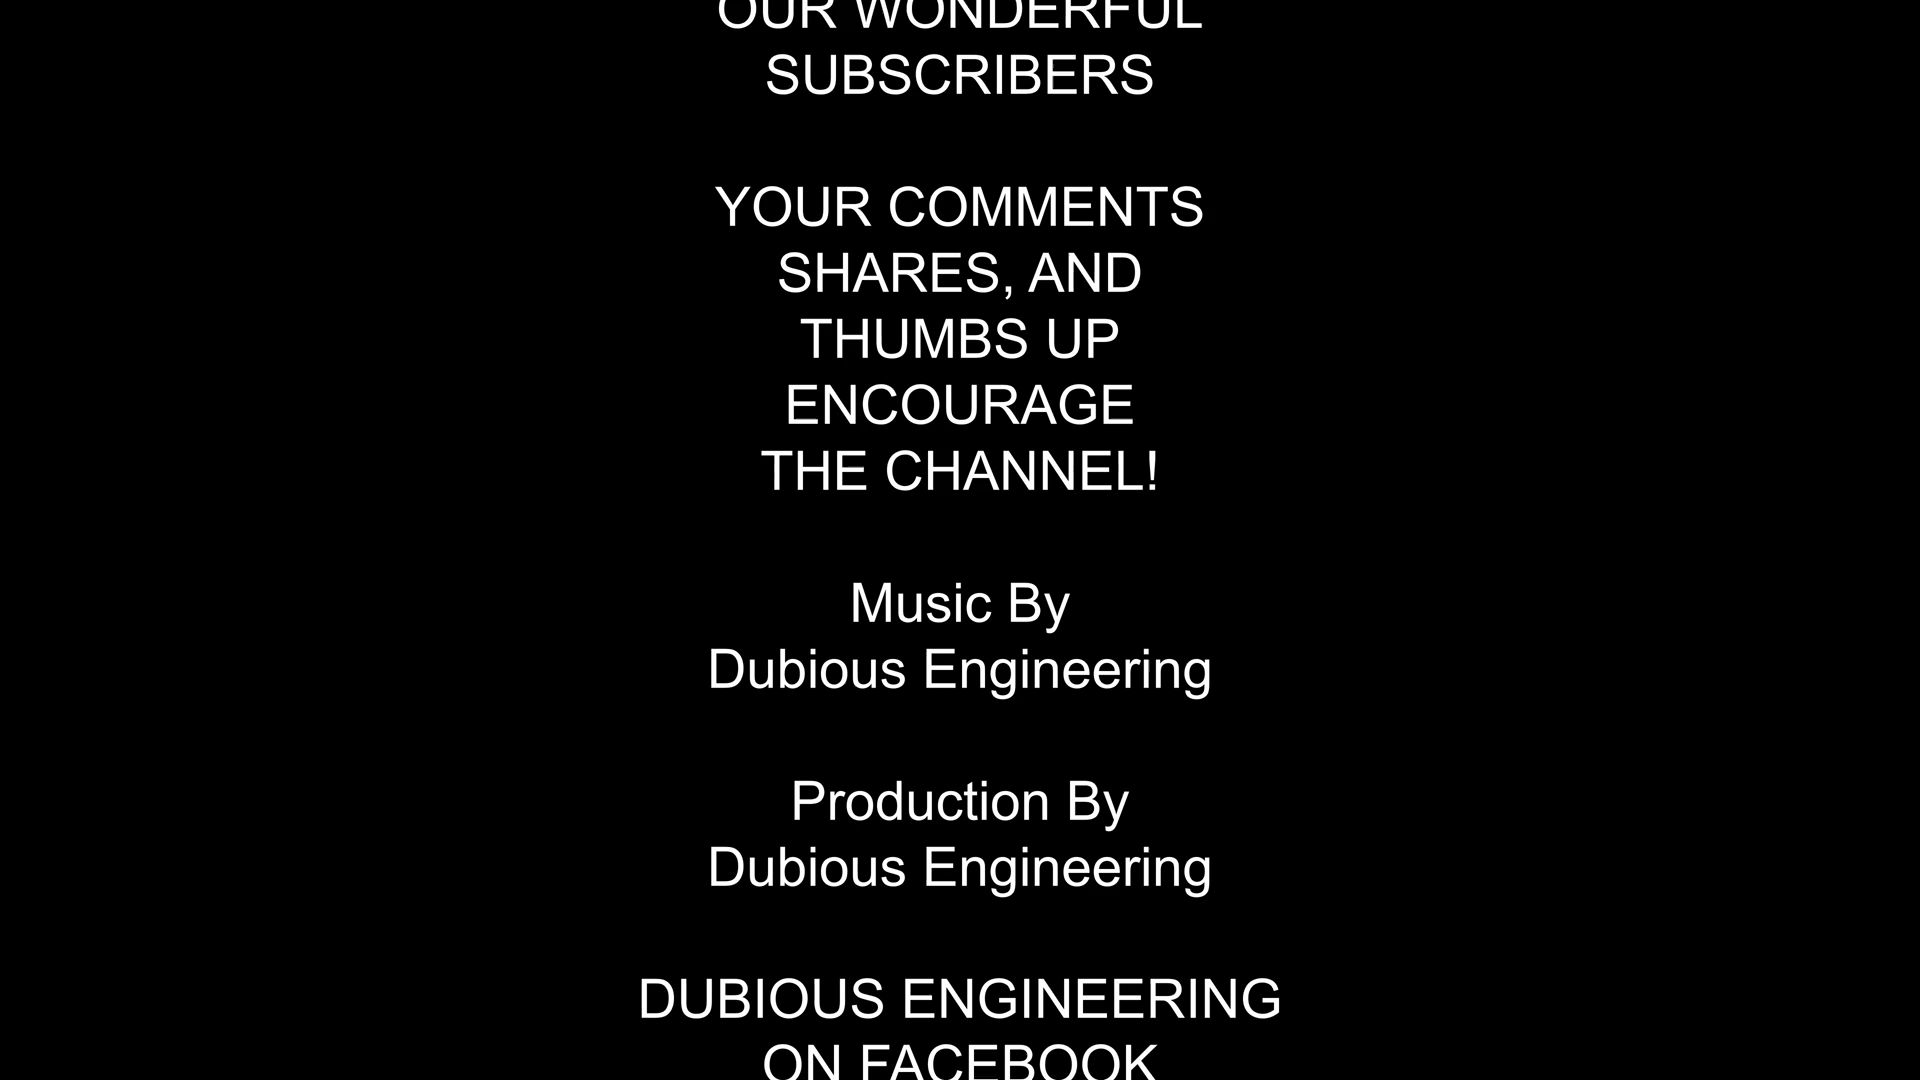 OUR WONDERFUL
SUBSCRIBERS
YOUR COMMENTS
SHARES, AND
THUMBS UP
ENCOURAGE
THE CHANNEL!
Music By
Dubious Engineering
Production By
Dubious Engineering
DUBIOUS ENGINEERING
ON FACEBOOK